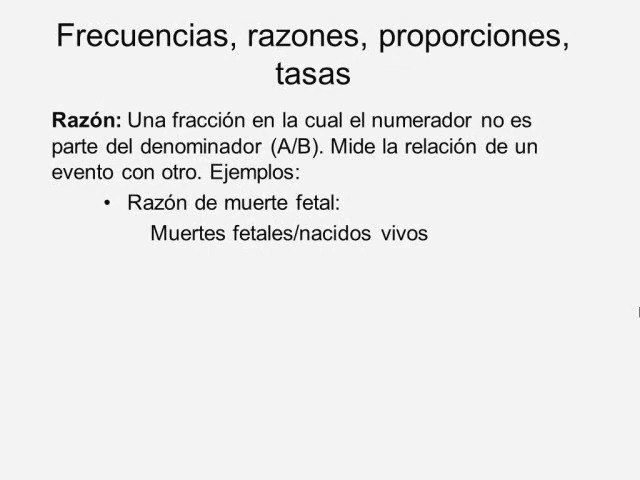 Frecuencias, razones, proporciones,
tasas
Razón: Una fracción en la cual el numerador no es
parte del denominador (A/B). Mide la relación de un
evento con otro. Ejemplos:
• Razón de muerte fetal:
Muertes fetales/nacidos vivos